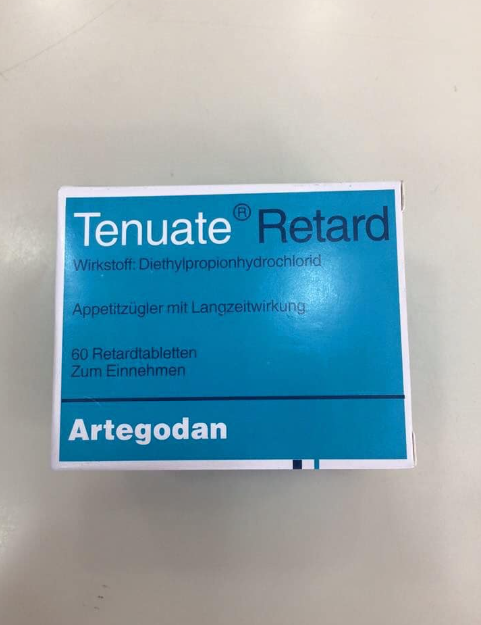 Tenuate® Retard
Wirkstoff: Diethylpropionhydrochlorid
Appetitzügler mit Langzeitwirkung
60 Retardtabletten
Zum Einnehmen
Artegodan